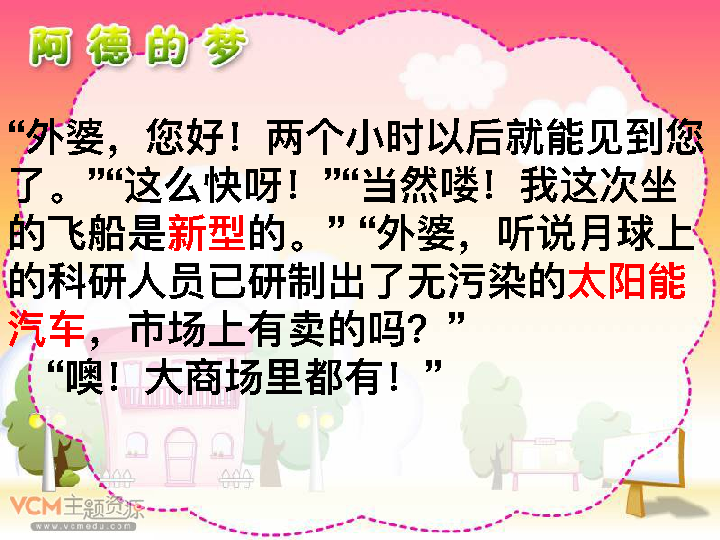 阿德的梦
“外婆，您好！两个小时以后就能见到您
了。”“这么快呀！”“当然喽！我这次坐
的飞船是新型的。” “外婆，听说月球上
的科研人员已研制出了无污染的太阳能
汽车，市场上有卖的吗？”
“噢！大商场里都有！”
VCM主题资源
www.vcmedu.com